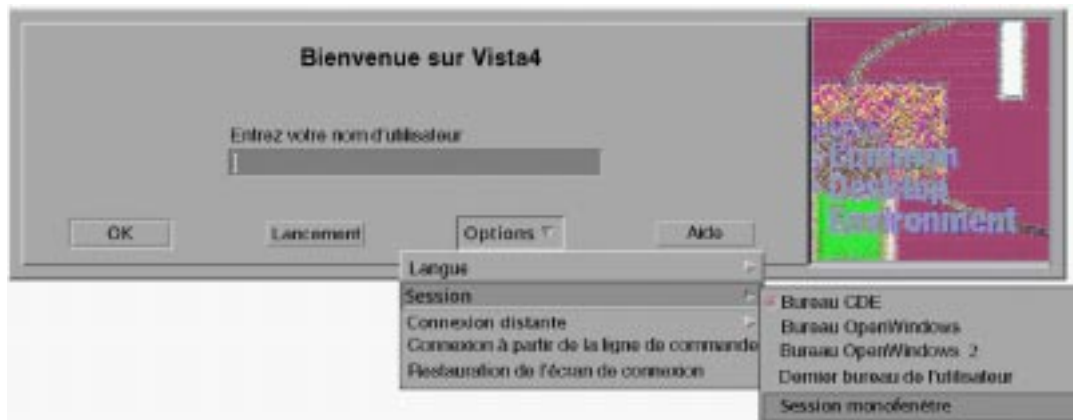 Bienvenue sur Vista4
Entrez votre nom d'utilisateur
OK
Lancement
Options
Aide
Common
Desktop
Environment
Langue
Session
Connexion distante
Connexion à partir de la ligne de commande
Restauration de l'écran de connexion
Bureau CDE
Bureau OpenWindows
Bureau OpenWindows 2
Dernier bureau de l'utilisateur
Session monofenêtre